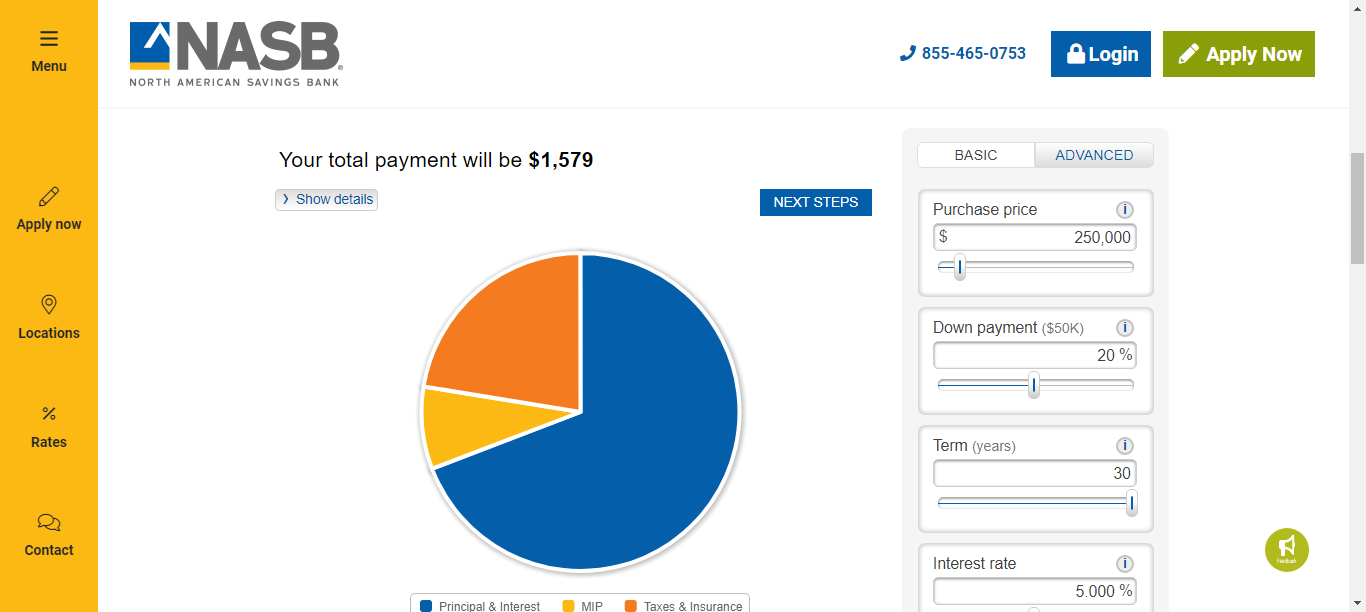 Menu
Apply now
Locations
Rates
Contact
NASB®
NORTH AMERICAN SAVINGS BANK
855-465-0753
Login
Apply Now
Your total payment will be $1,579
› Show details
NEXT STEPS
Principal & Interest MIP Taxes & Insurance
BASIC ADVANCED
Purchase price i
$ 250,000
Down payment ($50K) i
20 %
Term (years) i
30
Interest rate i
5.000 %
Feedback